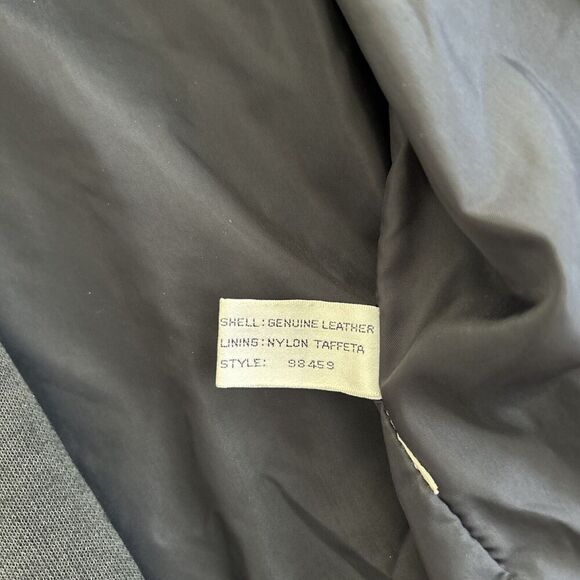 SHELL: GENUINE LEATHER
LINING: NYLON TAFFETA
STYLE: 98459